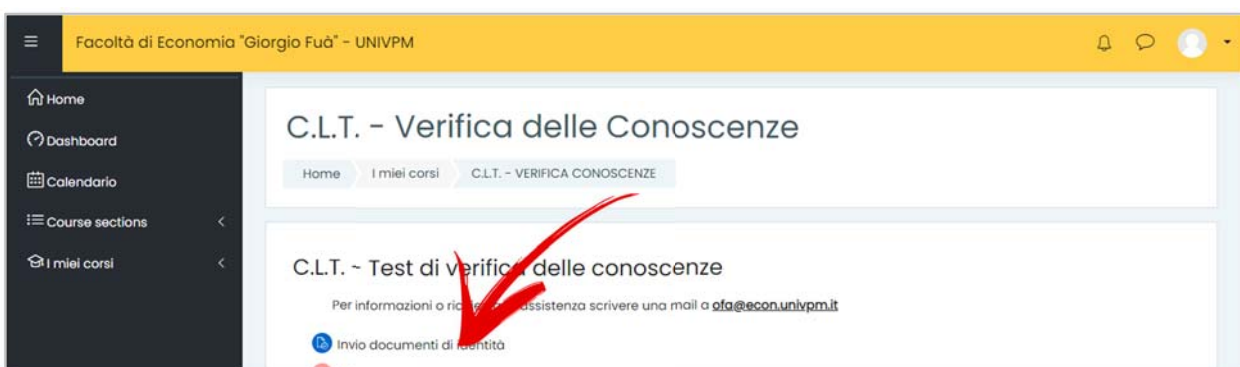 Facoltà di Economia "Giorgio Fuà" - UNIVPM
Home
Dashboard
Calendario
Course sections
I miei corsi
C.L.T. - Verifica delle Conoscenze
Home I miei corsi C.L.T. - VERIFICA CONOSCENZE
C.L.T. ~ Test di verifica delle conoscenze
Per informazioni o assistenza scrivere una mail a ofa@econ.univpm.it
Invio documenti di identità